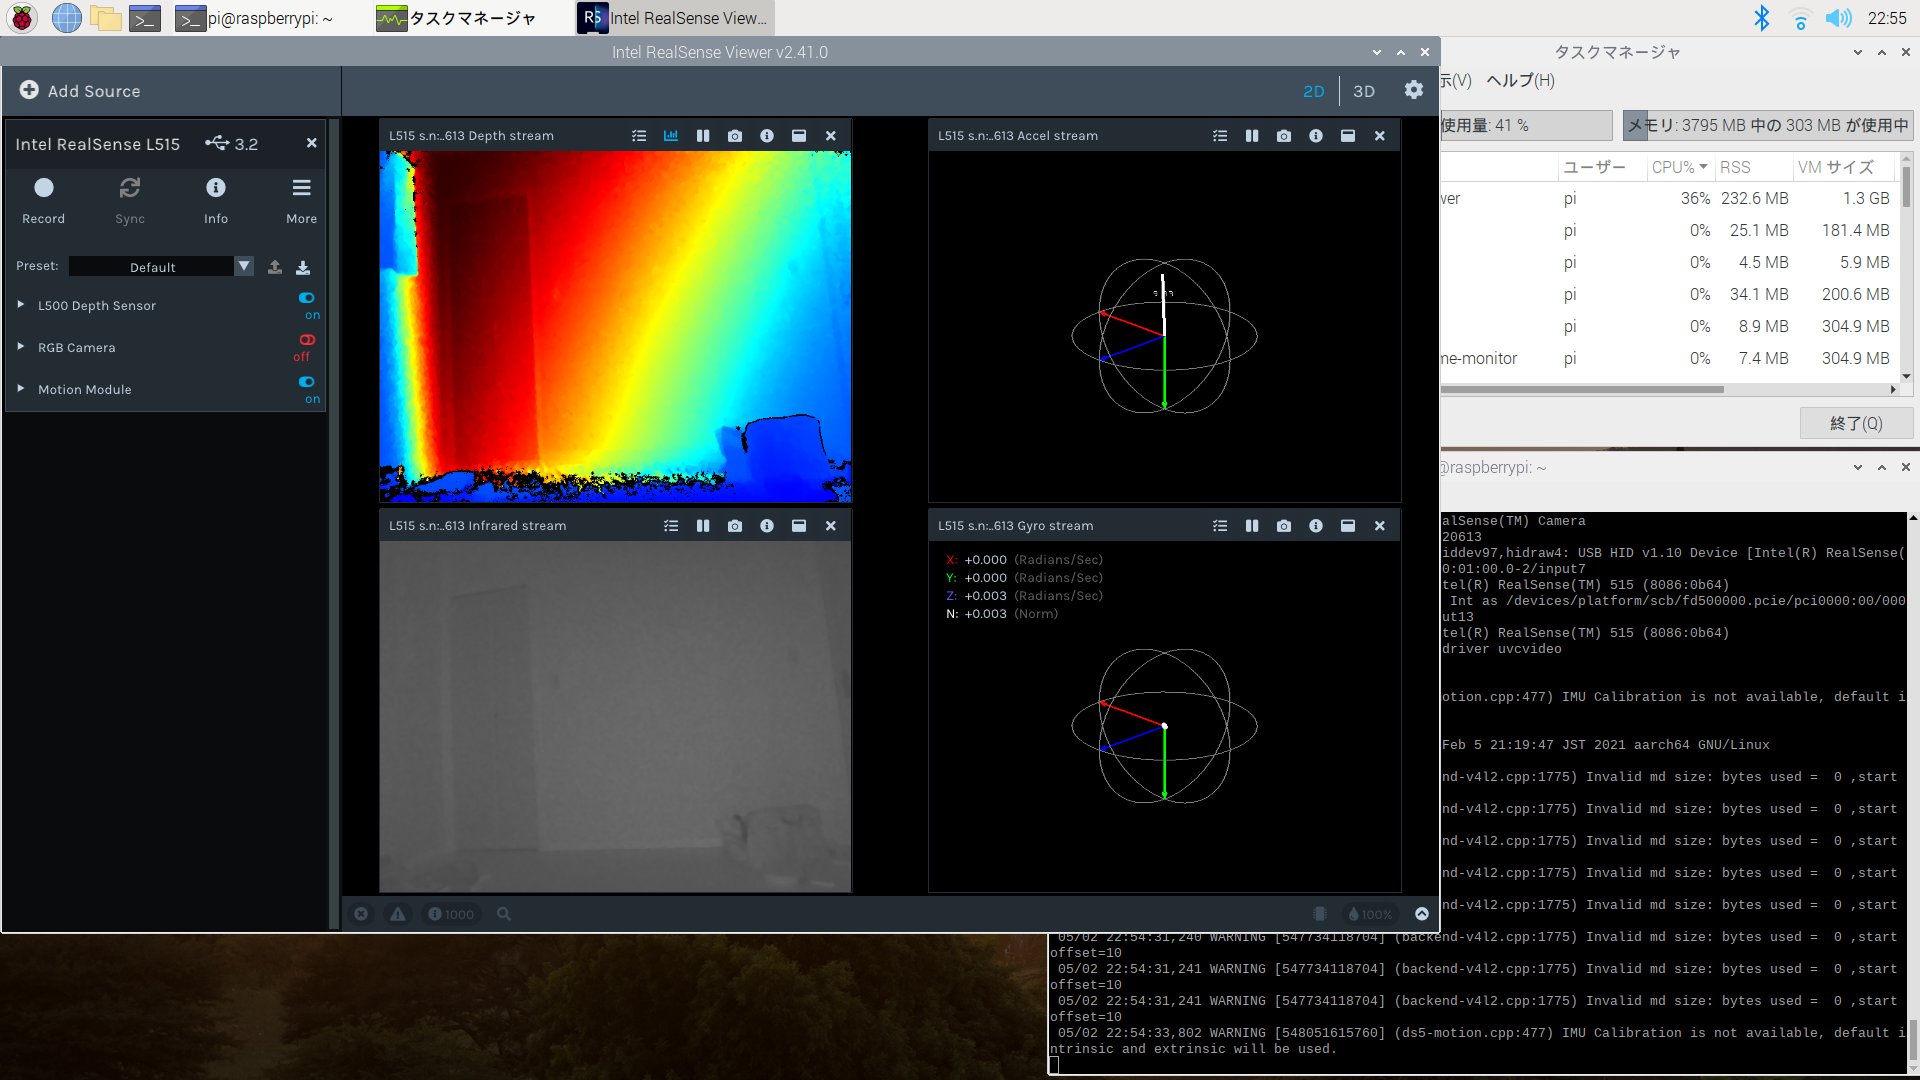 pi@raspberrypi: ~
タスクマネージャ
Intel RealSense View...
22:55
Intel RealSense Viewer v2.41.0
Add Source
2D
3D
Intel RealSense L515
3.2
Record
Sync
Info
More
Preset:
Default
L500 Depth Sensor
on
RGB Camera
off
Motion Module
on
L515 s.n:..613 Depth stream
L515 s.n:..613 Accel stream
L515 s.n:..613 Infrared stream
L515 s.n:..613 Gyro stream
X: +0.000 (Radians/Sec)
Y: +0.000 (Radians/Sec)
Z: +0.003 (Radians/Sec)
N: +0.003 (Norm)
1000
100%
タスクマネージャ
示(V) ヘルプ(H)
使用量: 41 %
メモリ: 3795 MB 中の 303 MB が使用中
ユーザー CPU% RSS VM サイズ
wer pi 36% 232.6 MB 1.3 GB
pi 0% 25.1 MB 181.4 MB
pi 0% 4.5 MB 5.9 MB
pi 0% 34.1 MB 200.6 MB
pi 0% 8.9 MB 304.9 MB
me-monitor pi 0% 7.4 MB 304.9 MB
終了(Q)
@raspberrypi: ~
alSense(TM) Camera
20613
iddev97,hidraw4: USB HID v1.10 Device [Intel(R) RealSense(
0:01:00.0-2/input7
tel(R) RealSense(TM) 515 (8086:0b64)
Int as /devices/platform/scb/fd500000.pcie/pci0000:00/000
ut13
tel(R) RealSense(TM) 515 (8086:0b64)
driver uvcvideo
otion.cpp:477) IMU Calibration is not available, default i
Feb 5 21:19:47 JST 2021 aarch64 GNU/Linux
nd-v4l2.cpp:1775) Invalid md size: bytes used =  0 ,start
nd-v4l2.cpp:1775) Invalid md size: bytes used =  0 ,start
nd-v4l2.cpp:1775) Invalid md size: bytes used =  0 ,start
nd-v4l2.cpp:1775) Invalid md size: bytes used =  0 ,start
nd-v4l2.cpp:1775) Invalid md size: bytes used =  0 ,start
05/02 22:54:31,240 WARNING [547734118704] (backend-v4l2.cpp:1775) Invalid md size: bytes used =  0 ,start
offset=10
05/02 22:54:31,241 WARNING [547734118704] (backend-v4l2.cpp:1775) Invalid md size: bytes used =  0 ,start
offset=10
05/02 22:54:31,241 WARNING [547734118704] (backend-v4l2.cpp:1775) Invalid md size: bytes used =  0 ,start
offset=10
05/02 22:54:33,802 WARNING [548051615760] (ds5-motion.cpp:477) IMU Calibration is not available, default i
ntrinsic and extrinsic will be used.